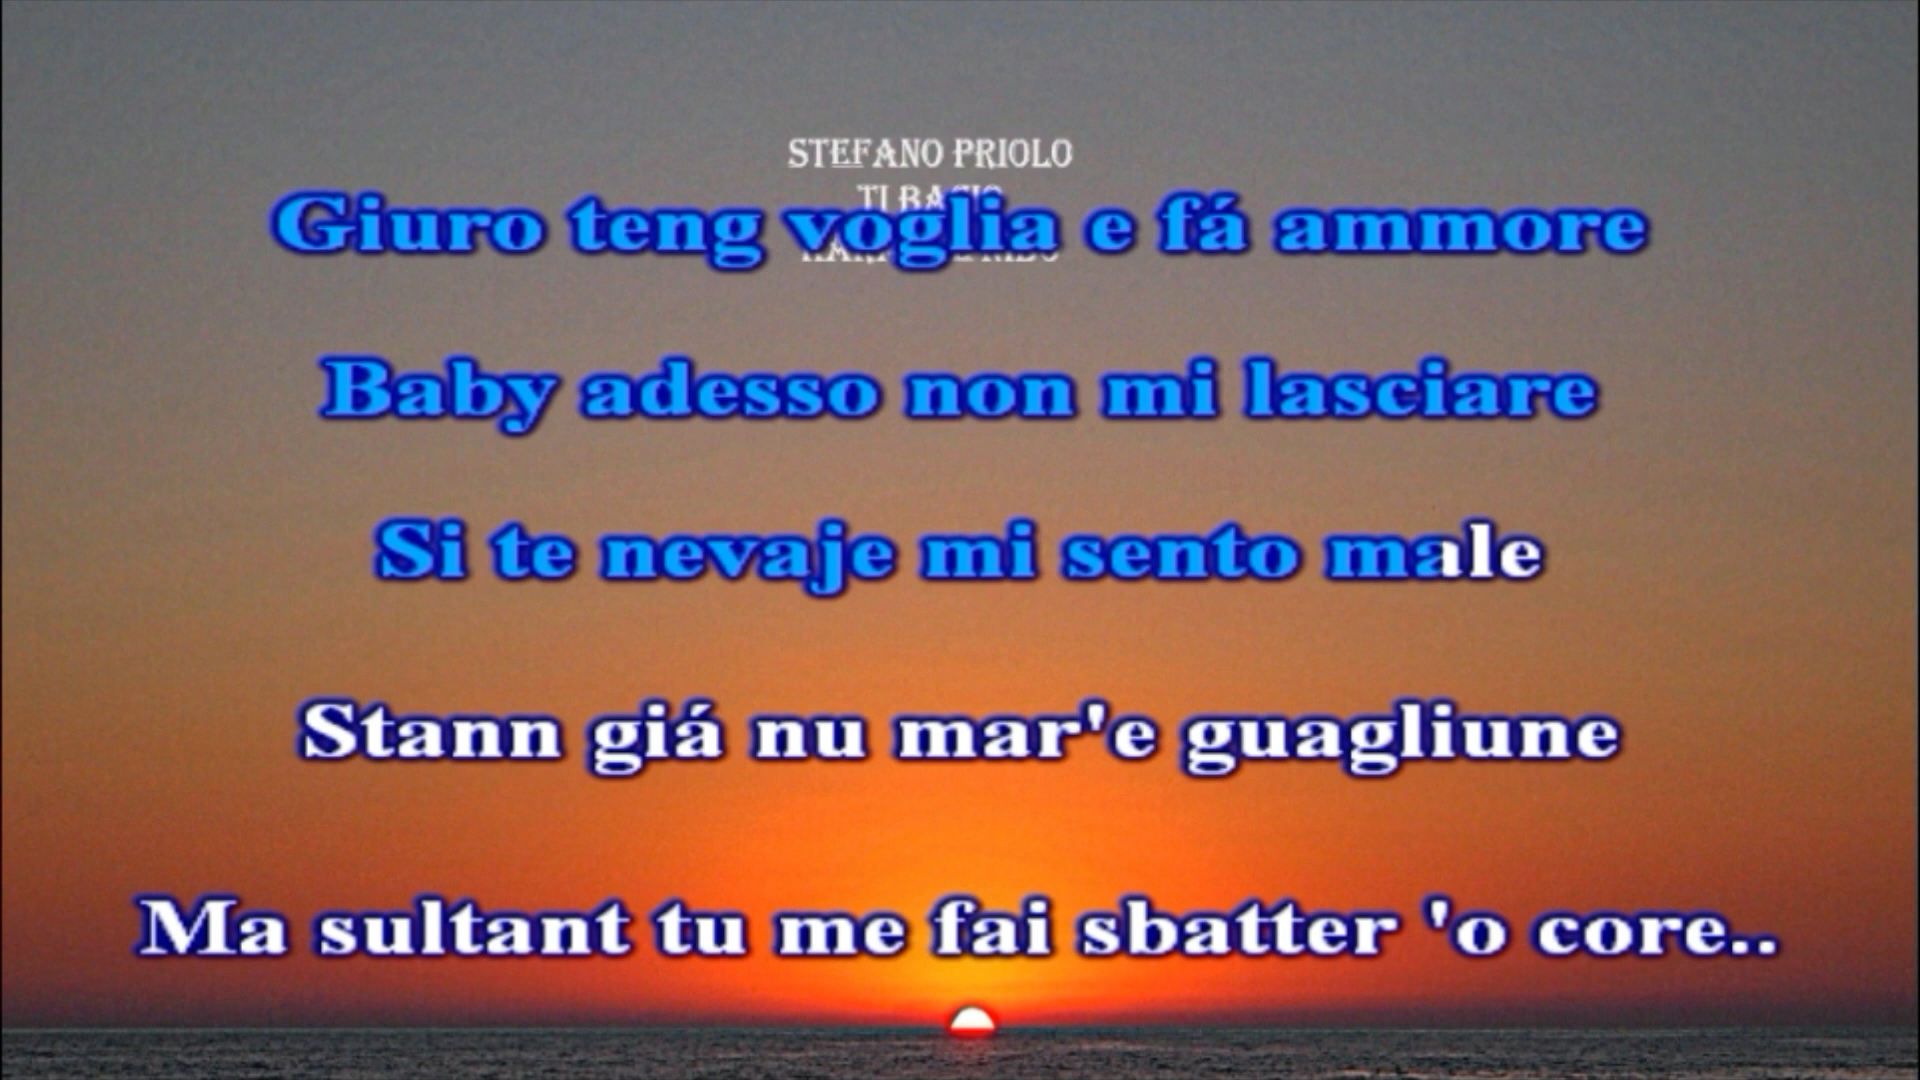 STEFANO PRIOLO
TI
Giuro teng voglia e fá ammore
Baby adesso non mi lasciare
Si te nevaje mi sento male
Stann giá nu mar'e guagliune
Ma sultant tu me fai sbatter 'o core..